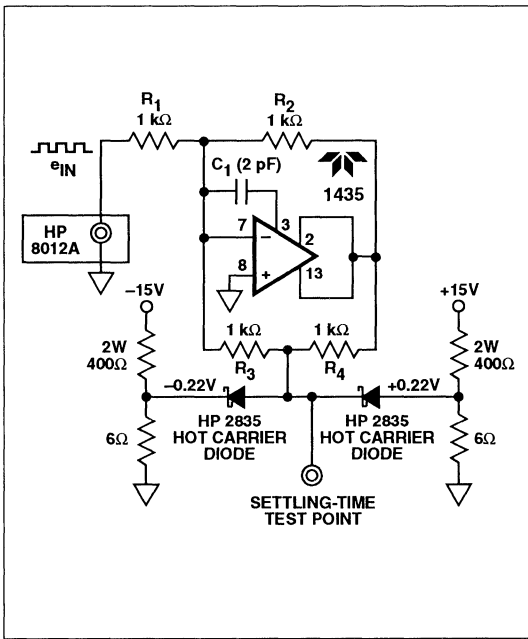 R1
1 kΩ
R2
1 kΩ
C1 (2 pF)
1435
eIN
HP
8012A
7
3
2
8
13
−
+
−15V
+15V
1 kΩ
1 kΩ
R3
R4
2W
400Ω
2W
400Ω
−0.22V
+0.22V
6Ω
6Ω
HP 2835
HOT CARRIER
DIODE
HP 2835
HOT CARRIER
DIODE
SETTLING-TIME
TEST POINT